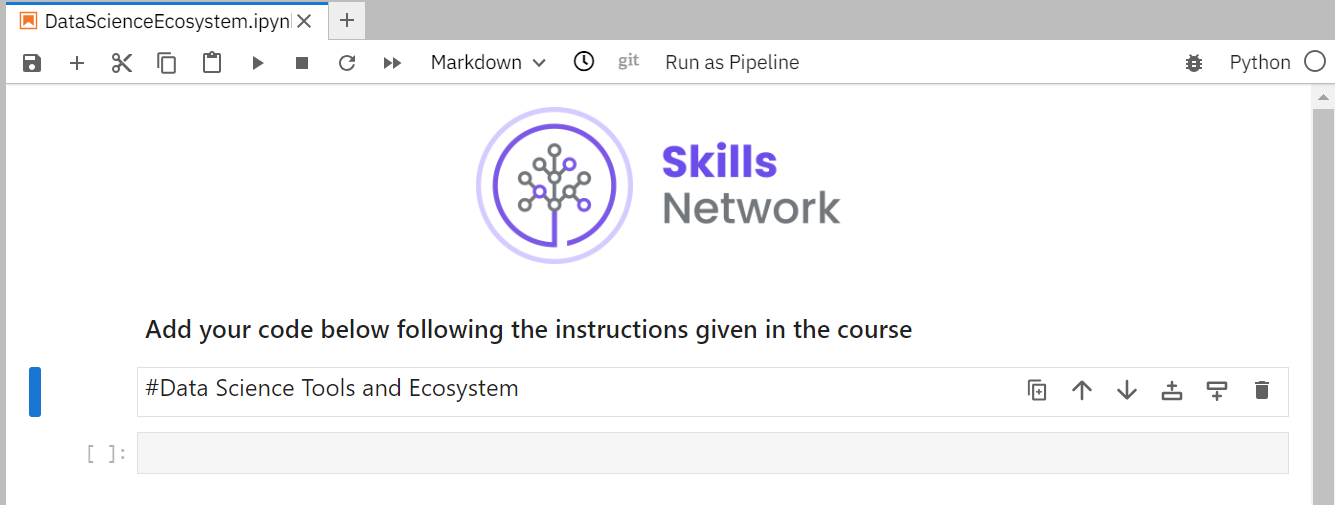 DataScienceEcosystem.ipyn
Markdown git Run as Pipeline Python
Skills
Network
Add your code below following the instructions given in the course
#Data Science Tools and Ecosystem
[ ]: